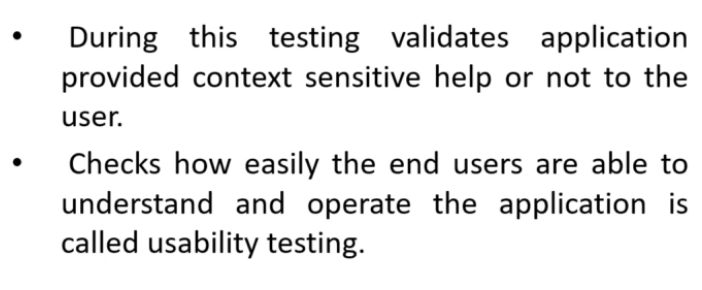 • During this testing validates application
provided context sensitive help or not to the
user.
• Checks how easily the end users are able to
understand and operate the application is
called usability testing.